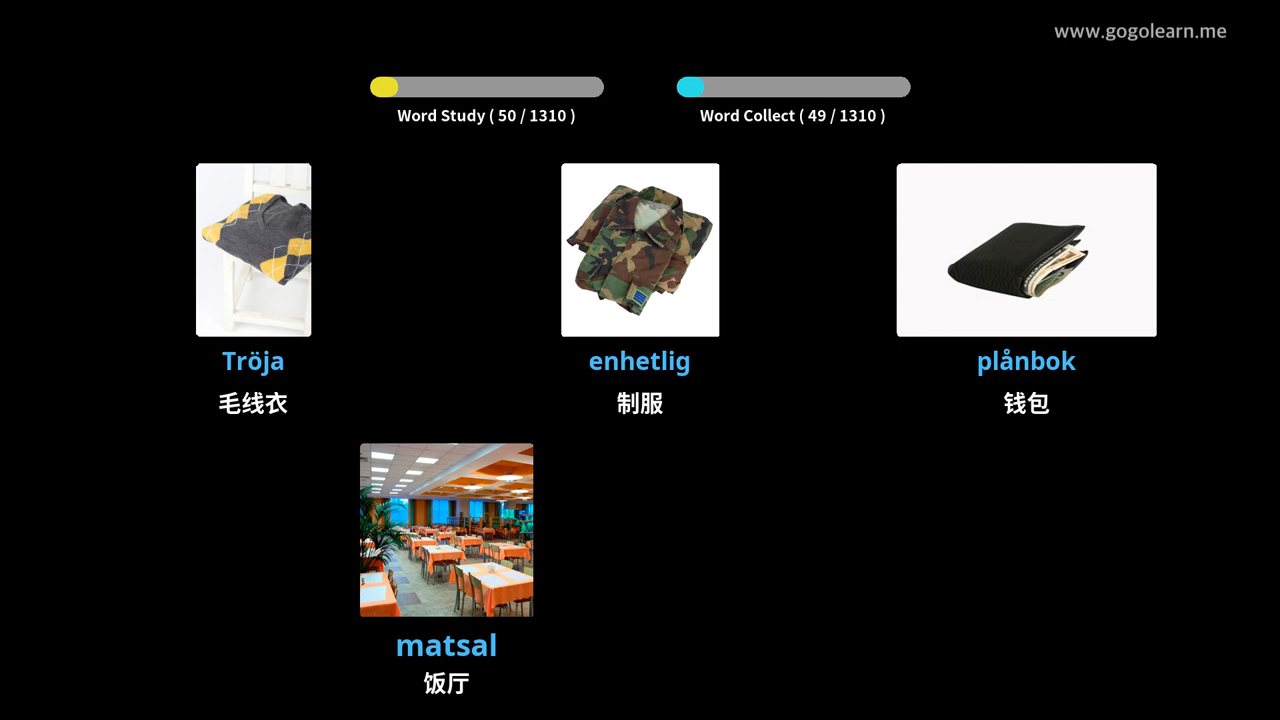 www.gogolearn.me
Word Study ( 50 / 1310 )
Word Collect ( 49 / 1310 )
Tröja
enhetlig
plånbok
毛线衣
制服
钱包
matsal
饭厅